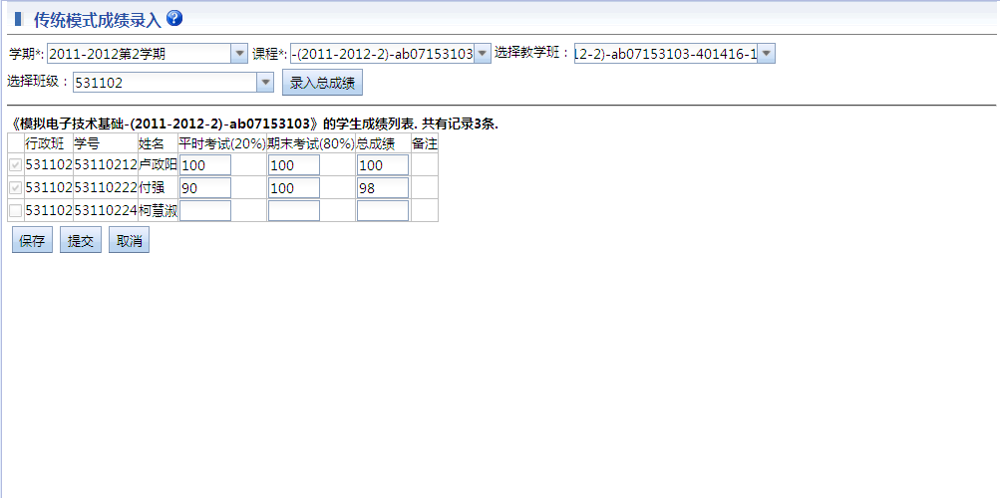 传统模式成绩录入
学期*: 2011-2012第2学期 课程*: -(2011-2012-2)-ab07153103 选择教学班： 12-2)-ab07153103-401416-1
选择班级： 531102 录入总成绩
《模拟电子技术基础-(2011-2012-2)-ab07153103》的学生成绩列表. 共有记录3条.
行政班 学号 姓名 平时考试(20%) 期末考试(80%) 总成绩 备注
531102 53110212 卢政阳 100 100 100
531102 53110222 付强 90 100 98
531102 53110224 柯慧淑
保存 提交 取消